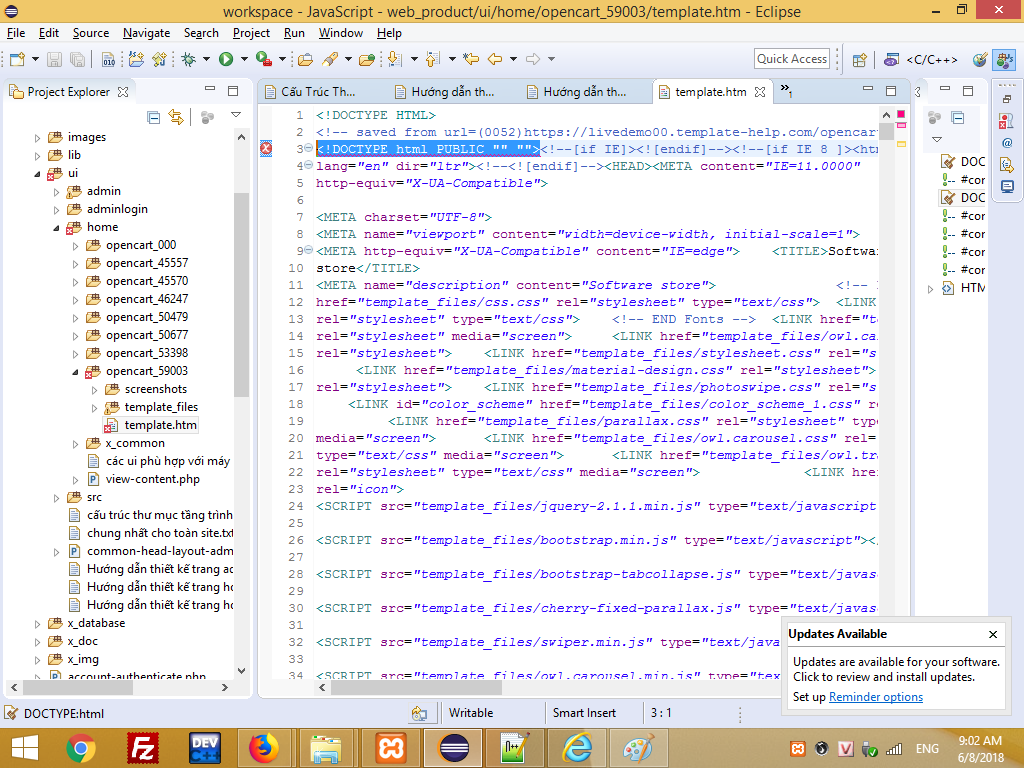 workspace - JavaScript - web_product/ui/home/opencart_59003/template.htm - Eclipse
File Edit Source Navigate Search Project Run Window Help
Quick Access
<C/C++>
Project Explorer
Cấu Trúc Th...
Hướng dẫn th...
Hướng dẫn th...
template.htm
»1
images
lib
ui
admin
adminlogin
home
opencart_000
opencart_45557
opencart_45570
opencart_46247
opencart_50479
opencart_50677
opencart_53398
opencart_59003
screenshots
template_files
template.htm
x_common
các ui phù hợp với máy
view-content.php
src
cấu trúc thư mục tầng trình
chung nhất cho toàn site.txt
common-head-layout-adm
Hướng dẫn thiết kế trang ad
Hướng dẫn thiết kế trang ho
Hướng dẫn thiết kế trang ho
x_database
x_doc
x_img
account-authenticate.php
1 <!DOCTYPE HTML>
2 <!-- saved from url=(0052)https://livedemo00.template-help.com/opencart
3 <!DOCTYPE html PUBLIC "" ""><!--[if IE]><![endif]--><!--[if IE 8 ]><htm
4 lang="en" dir="ltr"><!--<![endif]--><HEAD><META content="IE=11.0000"
5 http-equiv="X-UA-Compatible">
6
7 <META charset="UTF-8">
8 <META name="viewport" content="width=device-width, initial-scale=1">
9 <META http-equiv="X-UA-Compatible" content="IE=edge"> <TITLE>Softwar
10 store</TITLE>
11 <META name="description" content="Software store"> <!--
12 href="template_files/css.css" rel="stylesheet" type="text/css"> <LINK
13 rel="stylesheet" type="text/css"> <!-- END Fonts --> <LINK href="te
14 rel="stylesheet" media="screen"> <LINK href="template_files/owl.ca
15 rel="stylesheet"> <LINK href="template_files/stylesheet.css" rel="s
16 <LINK href="template_files/material-design.css" rel="stylesheet">
17 rel="stylesheet"> <LINK href="template_files/photoswipe.css" rel="s
18 <LINK id="color_scheme" href="template_files/color_scheme_1.css" re
19 <LINK href="template_files/parallax.css" rel="stylesheet" type
20 media="screen"> <LINK href="template_files/owl.carousel.css" rel=
21 type="text/css" media="screen"> <LINK href="template_files/owl.tr
22 rel="stylesheet" type="text/css" media="screen"> <LINK hre
23 rel="icon">
24 <SCRIPT src="template_files/jquery-2.1.1.min.js" type="text/javascript
25
26 <SCRIPT src="template_files/bootstrap.min.js" type="text/javascript"><
27
28 <SCRIPT src="template_files/bootstrap-tabcollapse.js" type="text/javas
29
30 <SCRIPT src="template_files/cherry-fixed-parallax.js" type="text/javas
31
32 <SCRIPT src="template_files/swiper.min.js" type="text/java
33
34 <SCRIPT src="template_files/owl.carousel.min.js" type="tex
DOC
#cor
DOC
#cor
#cor
#cor
#cor
HTM
Updates Available
Updates are available for your software.
Click to review and install updates.
Set up Reminder options
DOCTYPE:html
Writable
Smart Insert
3 : 1
DEV
C++
ENG
9:02 AM
6/8/2018